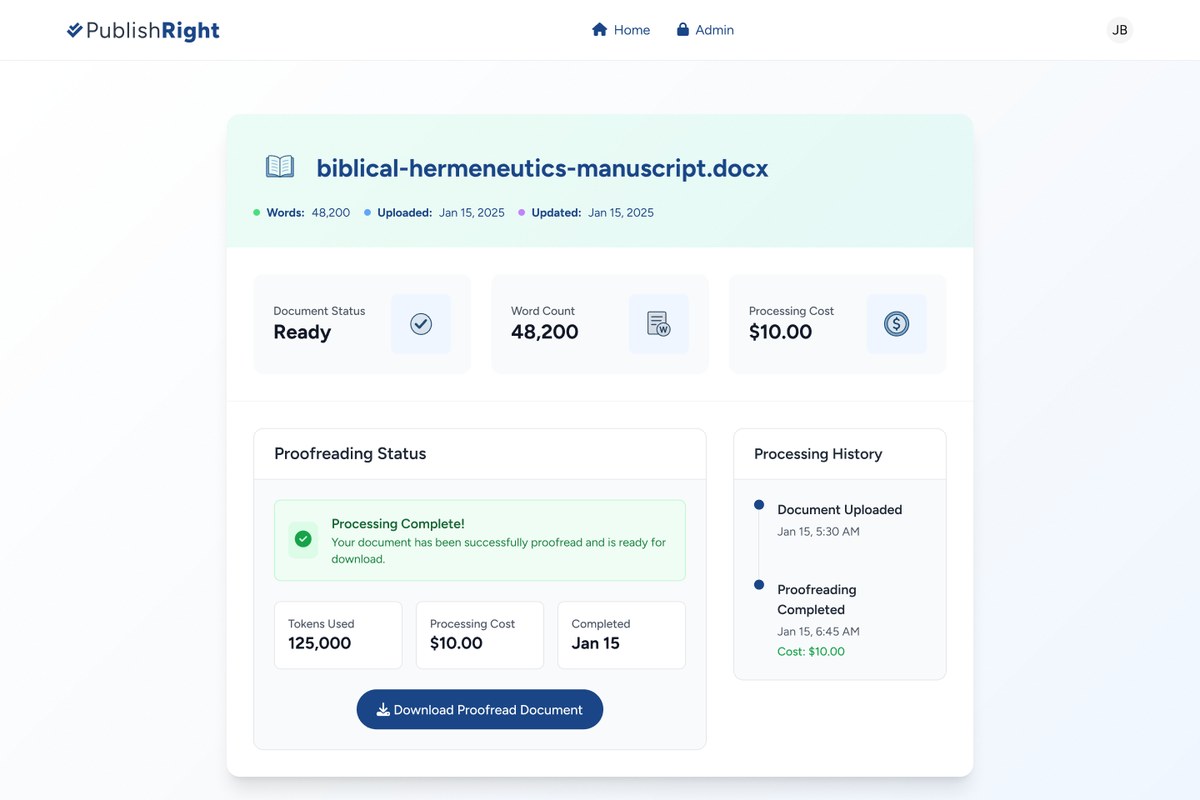 PublishRight
Home
Admin
JB
biblical-hermeneutics-manuscript.docx
Words: 48,200 Uploaded: Jan 15, 2025 Updated: Jan 15, 2025
Document Status
Ready
Word Count
48,200
W
Processing Cost
$10.00
$
Proofreading Status
Processing Complete!
Your document has been successfully proofread and is ready for
download.
Tokens Used
125,000
Processing Cost
$10.00
Completed
Jan 15
Download Proofread Document
Processing History
Document Uploaded
Jan 15, 5:30 AM
Proofreading
Completed
Jan 15, 6:45 AM
Cost: $10.00